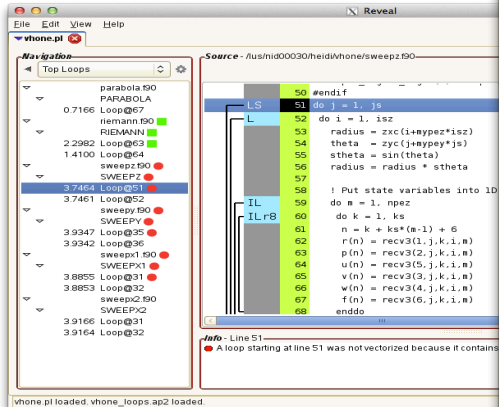 Reveal
File Edit View Help
vhone.pl
Navigation
Top Loops
parabola.f90
PARABOLA
0.7166 Loop@67
riemann.f90
RIEMANN
2.2982 Loop@63
1.4100 Loop@64
sweepz.f90
SWEEPZ
3.7464 Loop@51
3.7461 Loop@52
sweepy.f90
SWEEPY
3.9347 Loop@35
3.9342 Loop@36
sweepx1.f90
SWEEPX1
3.8855 Loop@31
3.8853 Loop@32
sweepx2.f90
SWEEPX2
3.9166 Loop@31
3.9164 Loop@32
Source - /lus/nid00030/heidi/vhone/sweepz.f90
50 #endif
LS 51 do j = 1, js
L 52 do i = 1, isz
53 radius = zxc(i+mypez*isz)
54 theta = zyc(j+mypey*js)
55 stheta = sin(theta)
56 radius = radius * stheta
57
58 ! Put state variables into 1D
IL 59 do m = 1, npez
ILr8 60 do k = 1, ks
61 n = k + ks*(m-1) + 6
62 r(n) = recv3(1,j,k,i,m)
63 p(n) = recv3(2,j,k,i,m)
64 u(n) = recv3(5,j,k,i,m)
65 v(n) = recv3(3,j,k,i,m)
66 w(n) = recv3(4,j,k,i,m)
67 f(n) = recv3(6,j,k,i,m)
68 enddo
Info - Line 51
A loop starting at line 51 was not vectorized because it contains
vhone.pl loaded. vhone_loops.ap2 loaded.